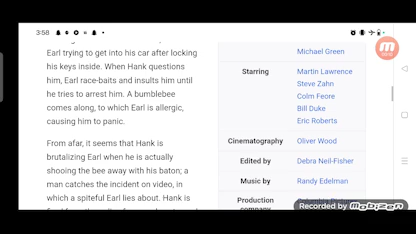 3:58
Earl trying to get into his car after locking
his keys inside. When Hank questions
him, Earl race-baits and insults him until
he tries to arrest him. A bumblebee
comes along, to which Earl is allergic,
causing him to panic.
From afar, it seems that Hank is
brutalizing Earl when he is actually
shooing the bee away with his baton; a
man catches the incident on video, in
which a spiteful Earl lies about. Hank is
Michael Green
Starring
Martin Lawrence
Steve Zahn
Colm Feore
Bill Duke
Eric Roberts
Cinematography
Oliver Wood
Edited by
Debra Neil-Fisher
Music by
Randy Edelman
Production
company
Recorded by Mobizen